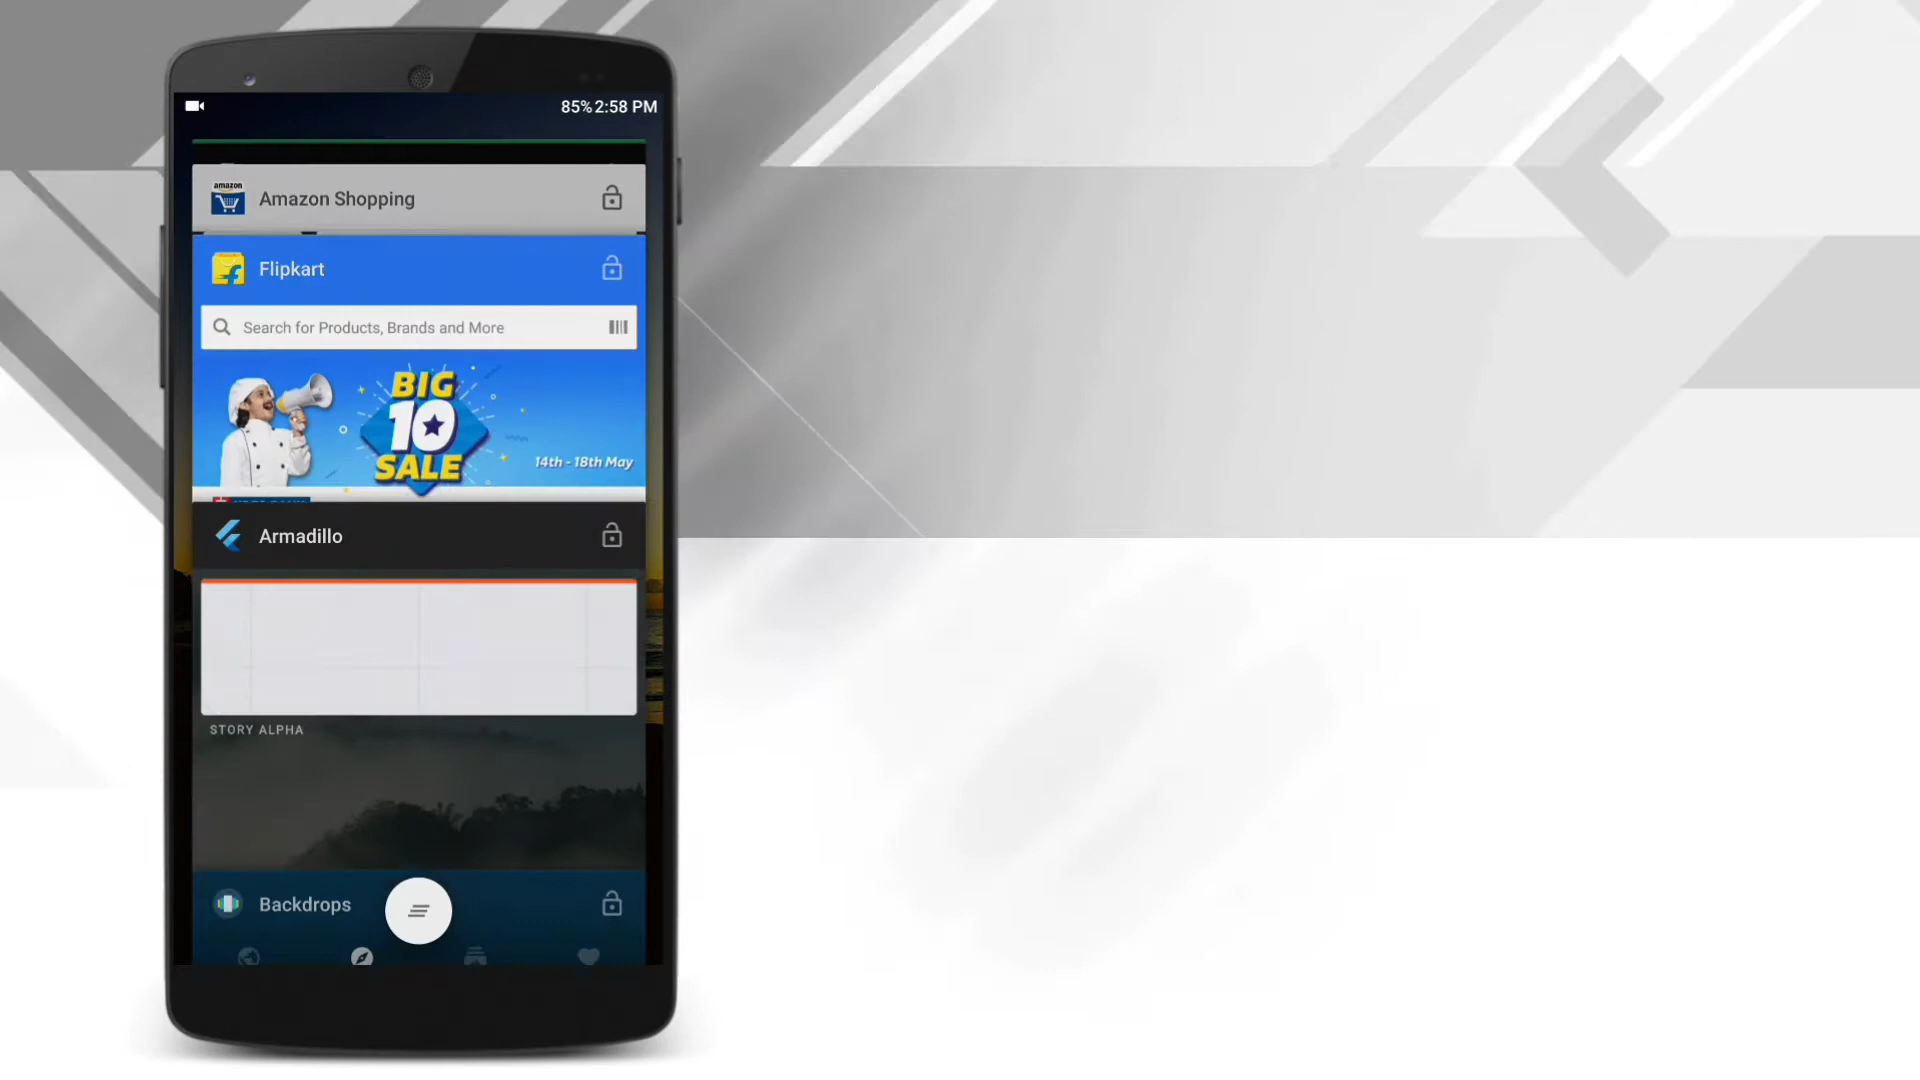 85% 2:58 PM
amazon
Amazon Shopping
Flipkart
Search for Products, Brands and More
BIG
10
SALE
14th - 18th May
Armadillo
STORY ALPHA
Backdrops